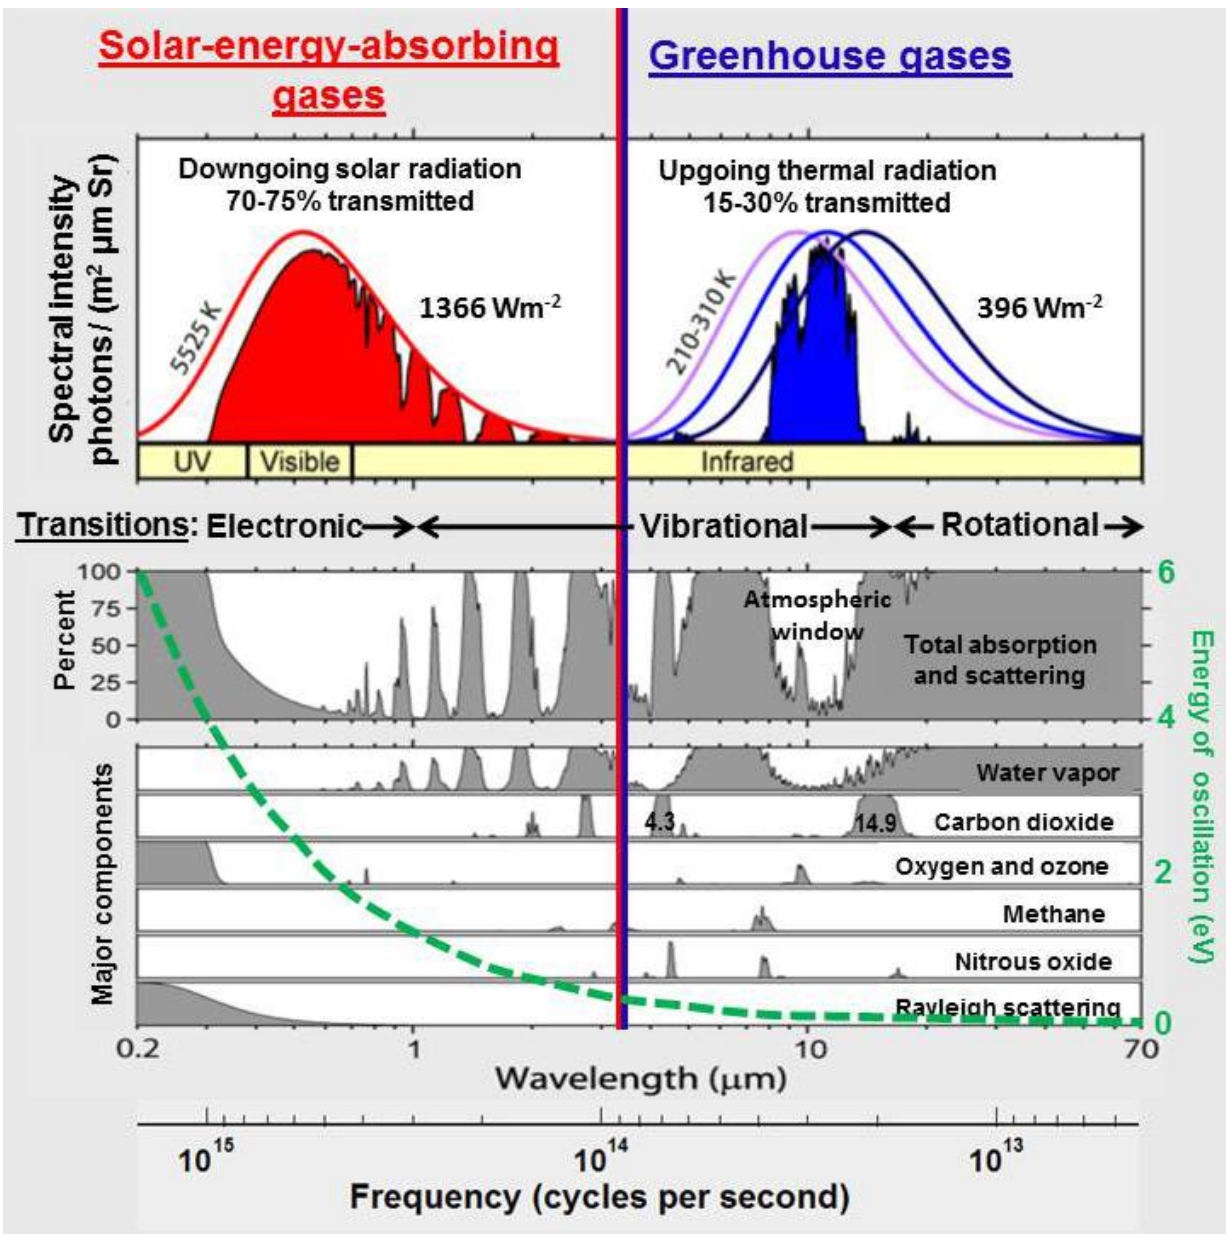 Solar-energy-absorbing
gases
Greenhouse gases
Spectral intensity
photons / (m² µm Sr)
Downgoing solar radiation
70-75% transmitted
5525 K
1366 Wm⁻²
Upgoing thermal radiation
15-30% transmitted
210-310 K
396 Wm⁻²
UV
Visible
Infrared
Transitions: Electronic
Vibrational
Rotational
Percent
100
75
50
25
0
Atmospheric
window
Total absorption
and scattering
Major components
Water vapor
4.3
14.9
Carbon dioxide
Oxygen and ozone
Methane
Nitrous oxide
Rayleigh scattering
6
4
2
0
Energy of oscillation (eV)
0.2
1
10
70
Wavelength (µm)
10¹⁵
10¹⁴
10¹³
Frequency (cycles per second)